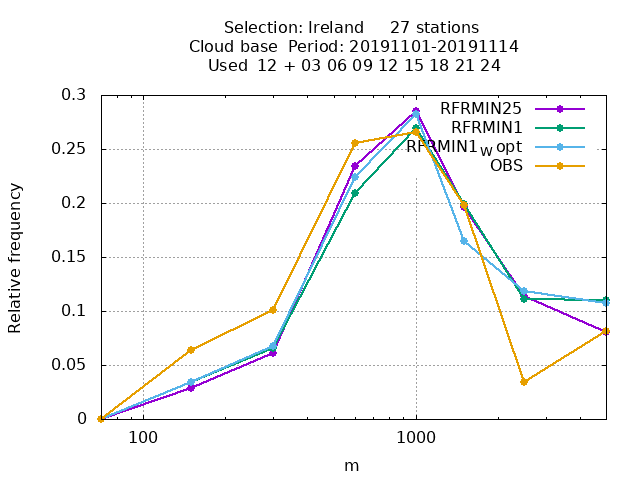 Selection: Ireland     27 stations
Cloud base  Period: 20191101-20191114
Used  12 + 03 06 09 12 15 18 21 24
0.3
0.25
0.2
0.15
0.1
0.05
0
Relative frequency
RFRMIN25
RFRMIN1
RFRMIN1w opt
OBS
100 1000
m